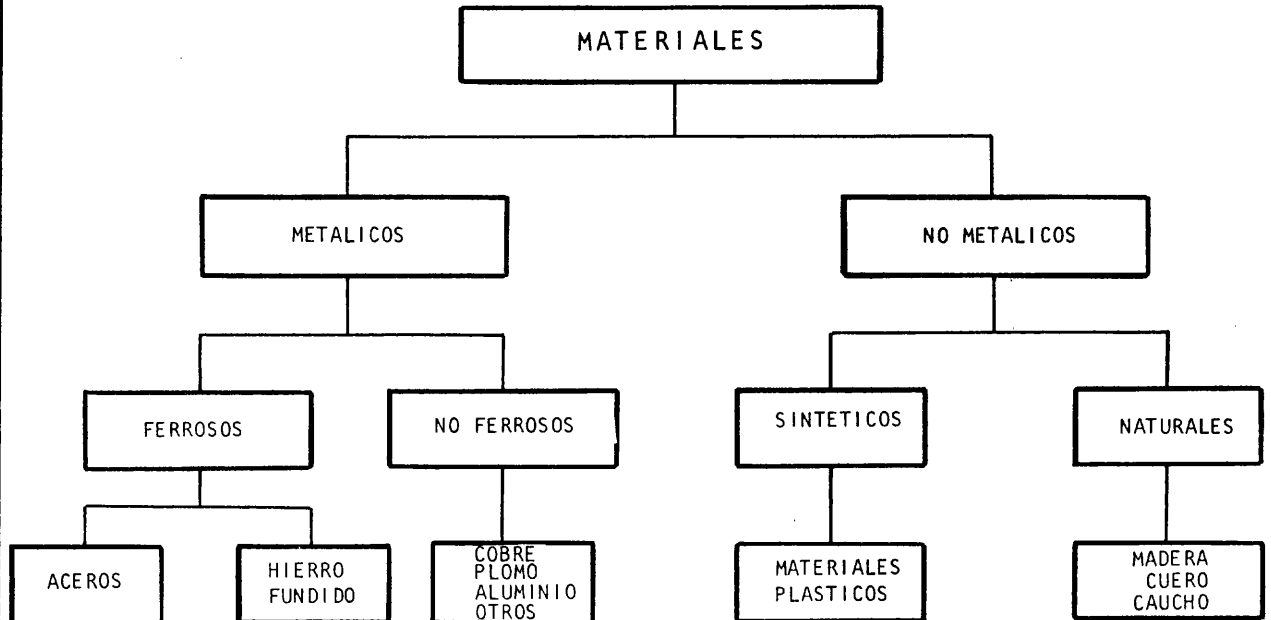 MATERIALES
METALICOS
NO METALICOS
FERROSOS
NO FERROSOS
SINTETICOS
NATURALES
ACEROS
HIERRO
FUNDIDO
COBRE
PLOMO
ALUMINIO
OTROS
MATERIALES
PLASTICOS
MADERA
CUERO
CAUCHO